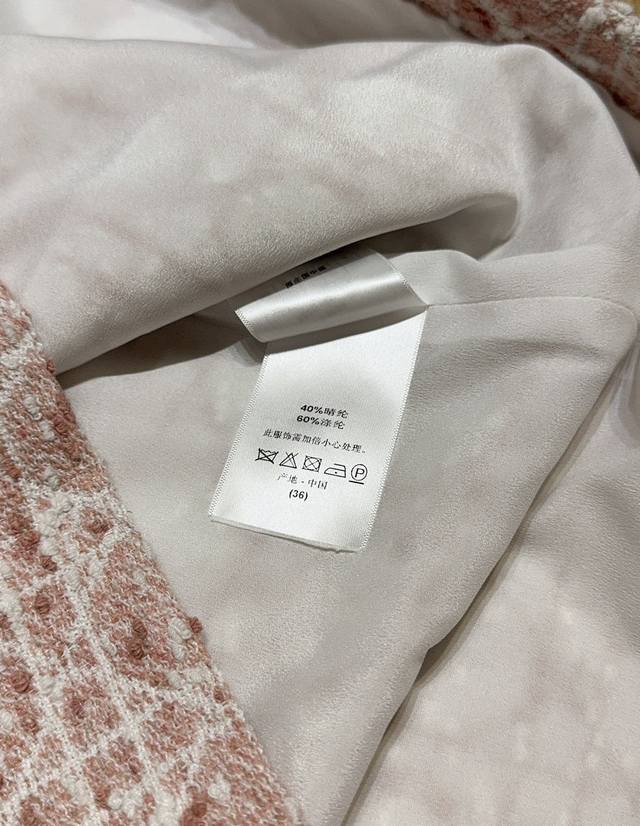 40%晴纶
60%涤纶
此服饰需加倍小心处理。
P
产地 - 中国
(36)